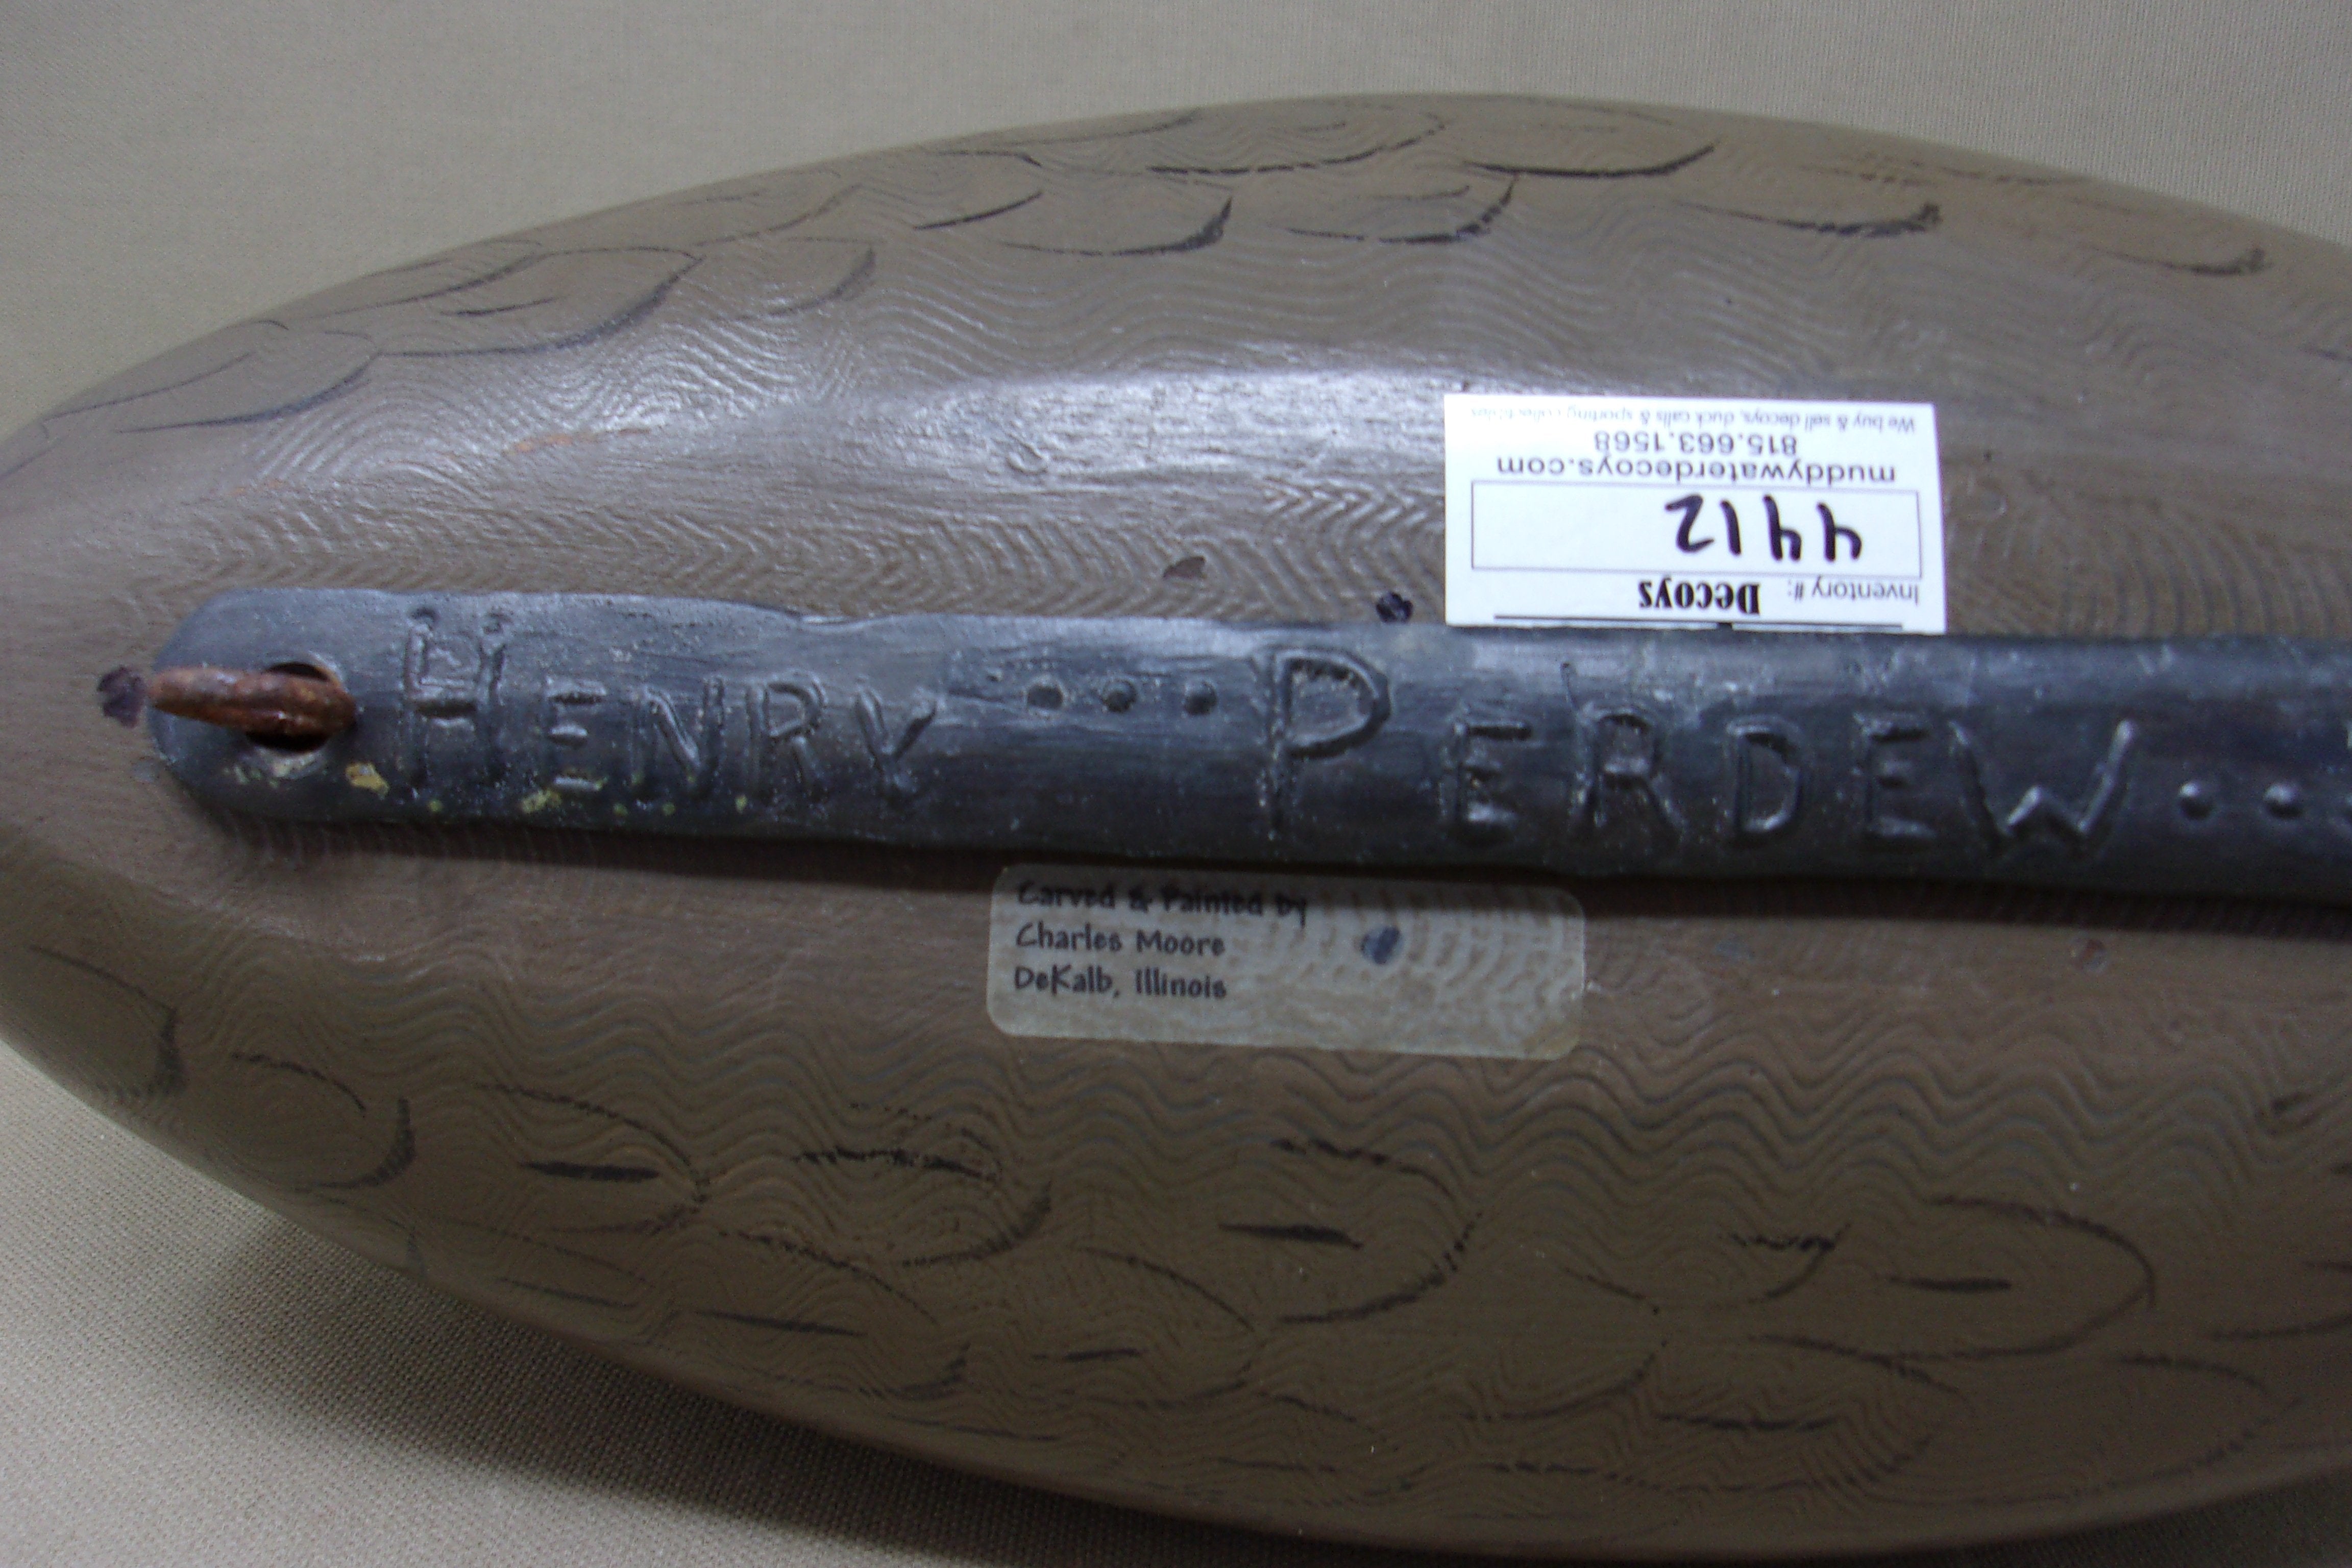 HENRY ... PERDEW ..
Decoys
Inventory #:
4412
muddywaterdecoys.com
815.663.1568
We buy & sell decoys, duck calls & sporting collectibles
Carved & Painted by
Charles Moore
DeKalb, Illinois